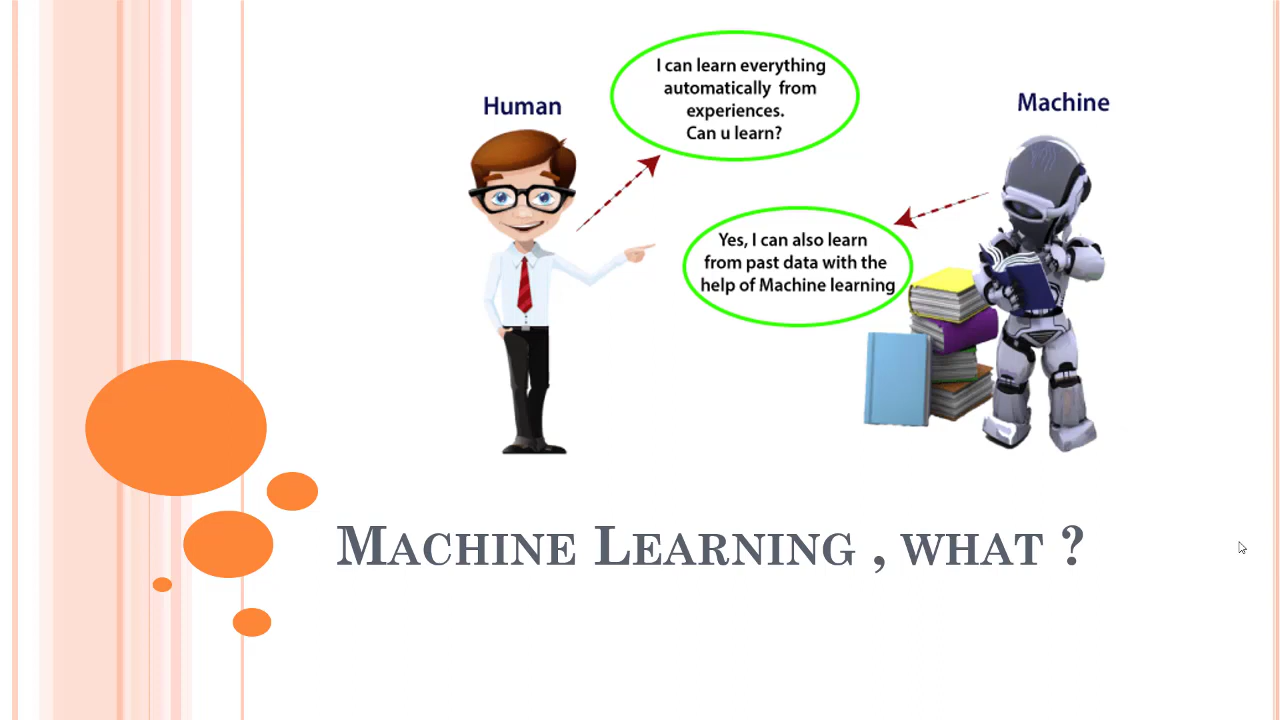 Human
I can learn everything
automatically from
experiences.
Can u learn?
Machine
Yes, I can also learn
from past data with the
help of Machine learning
MACHINE LEARNING , WHAT ?